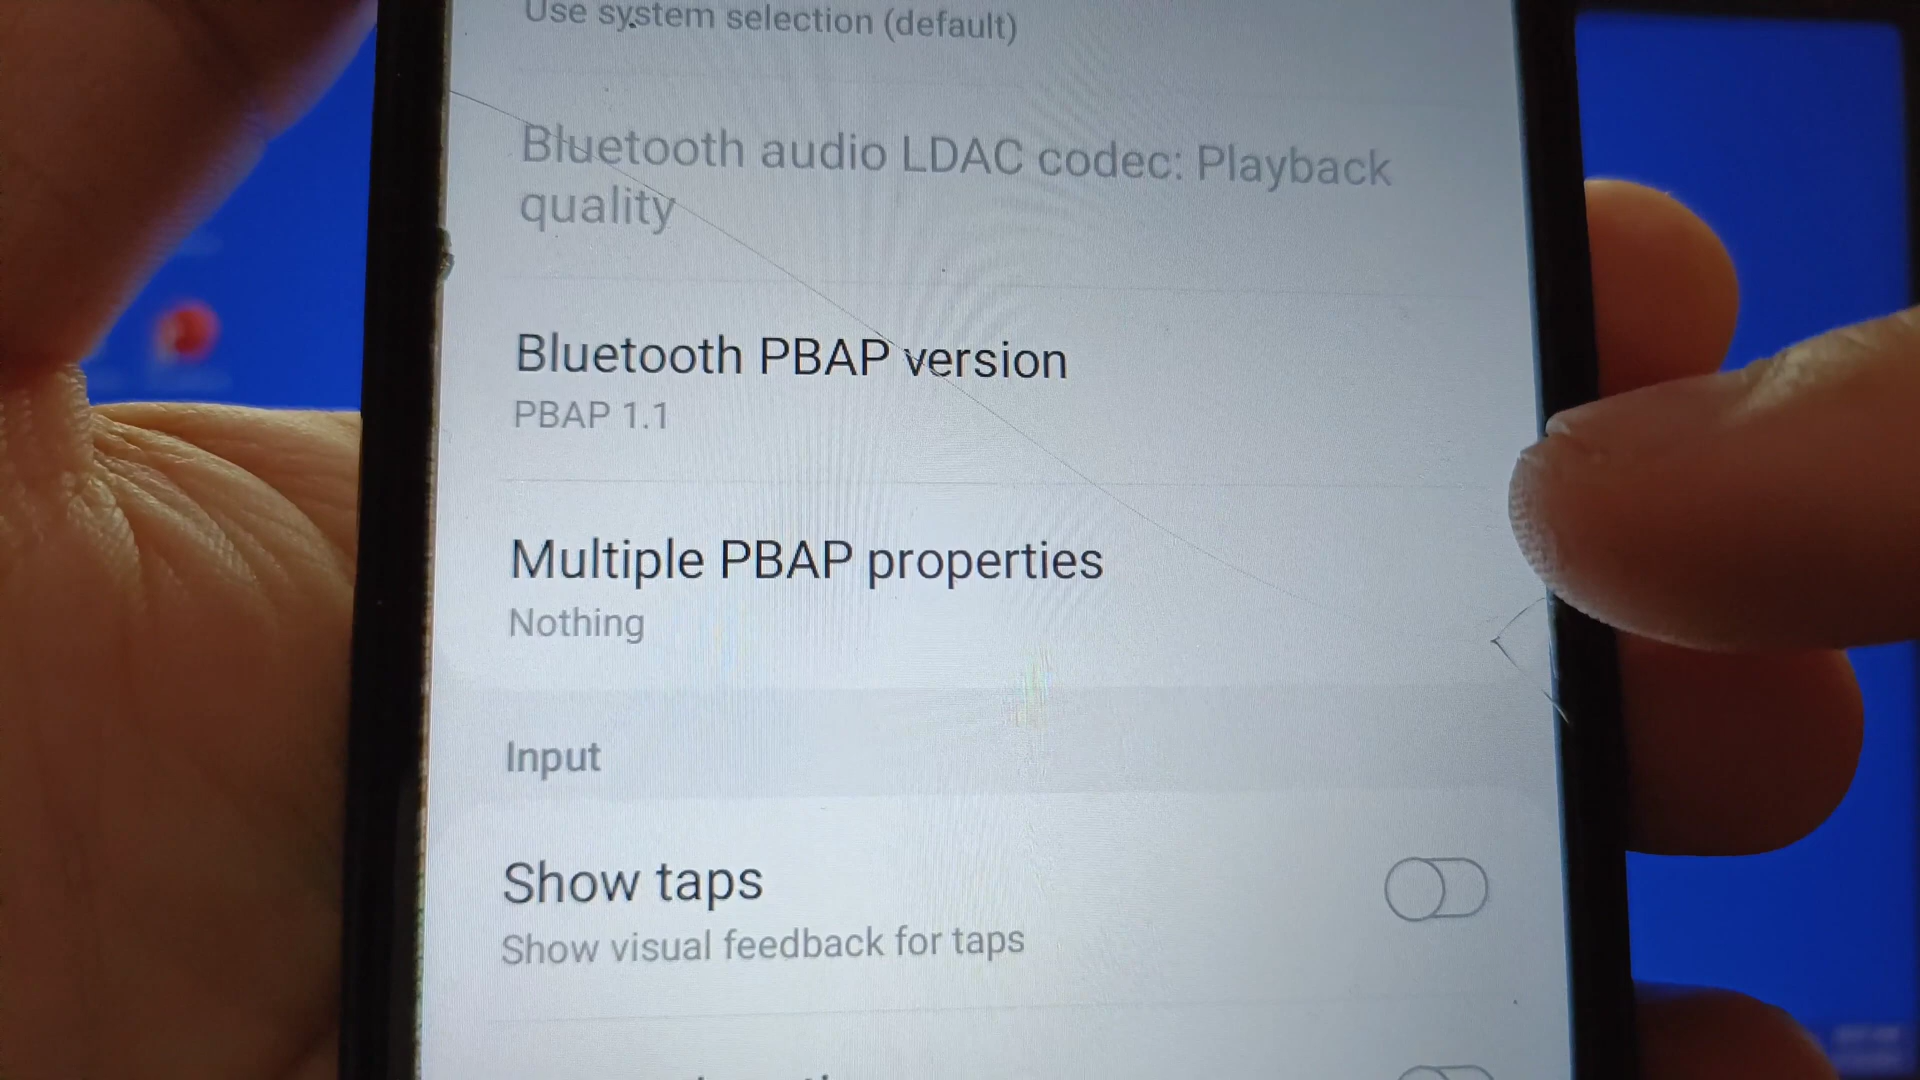 Use system selection (default)
Bluetooth audio LDAC codec: Playback
quality
Bluetooth PBAP version
PBAP 1.1
Multiple PBAP properties
Nothing
Input
Show taps
Show visual feedback for taps